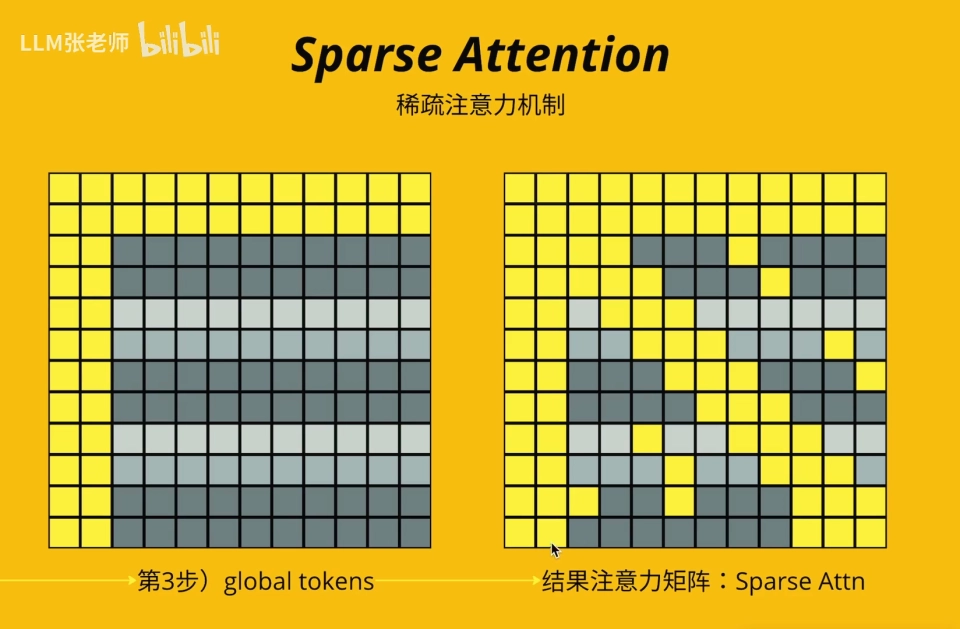 LLM张老师 bilibili
Sparse Attention
稀疏注意力机制
第3步）global tokens
结果注意力矩阵：Sparse Attn